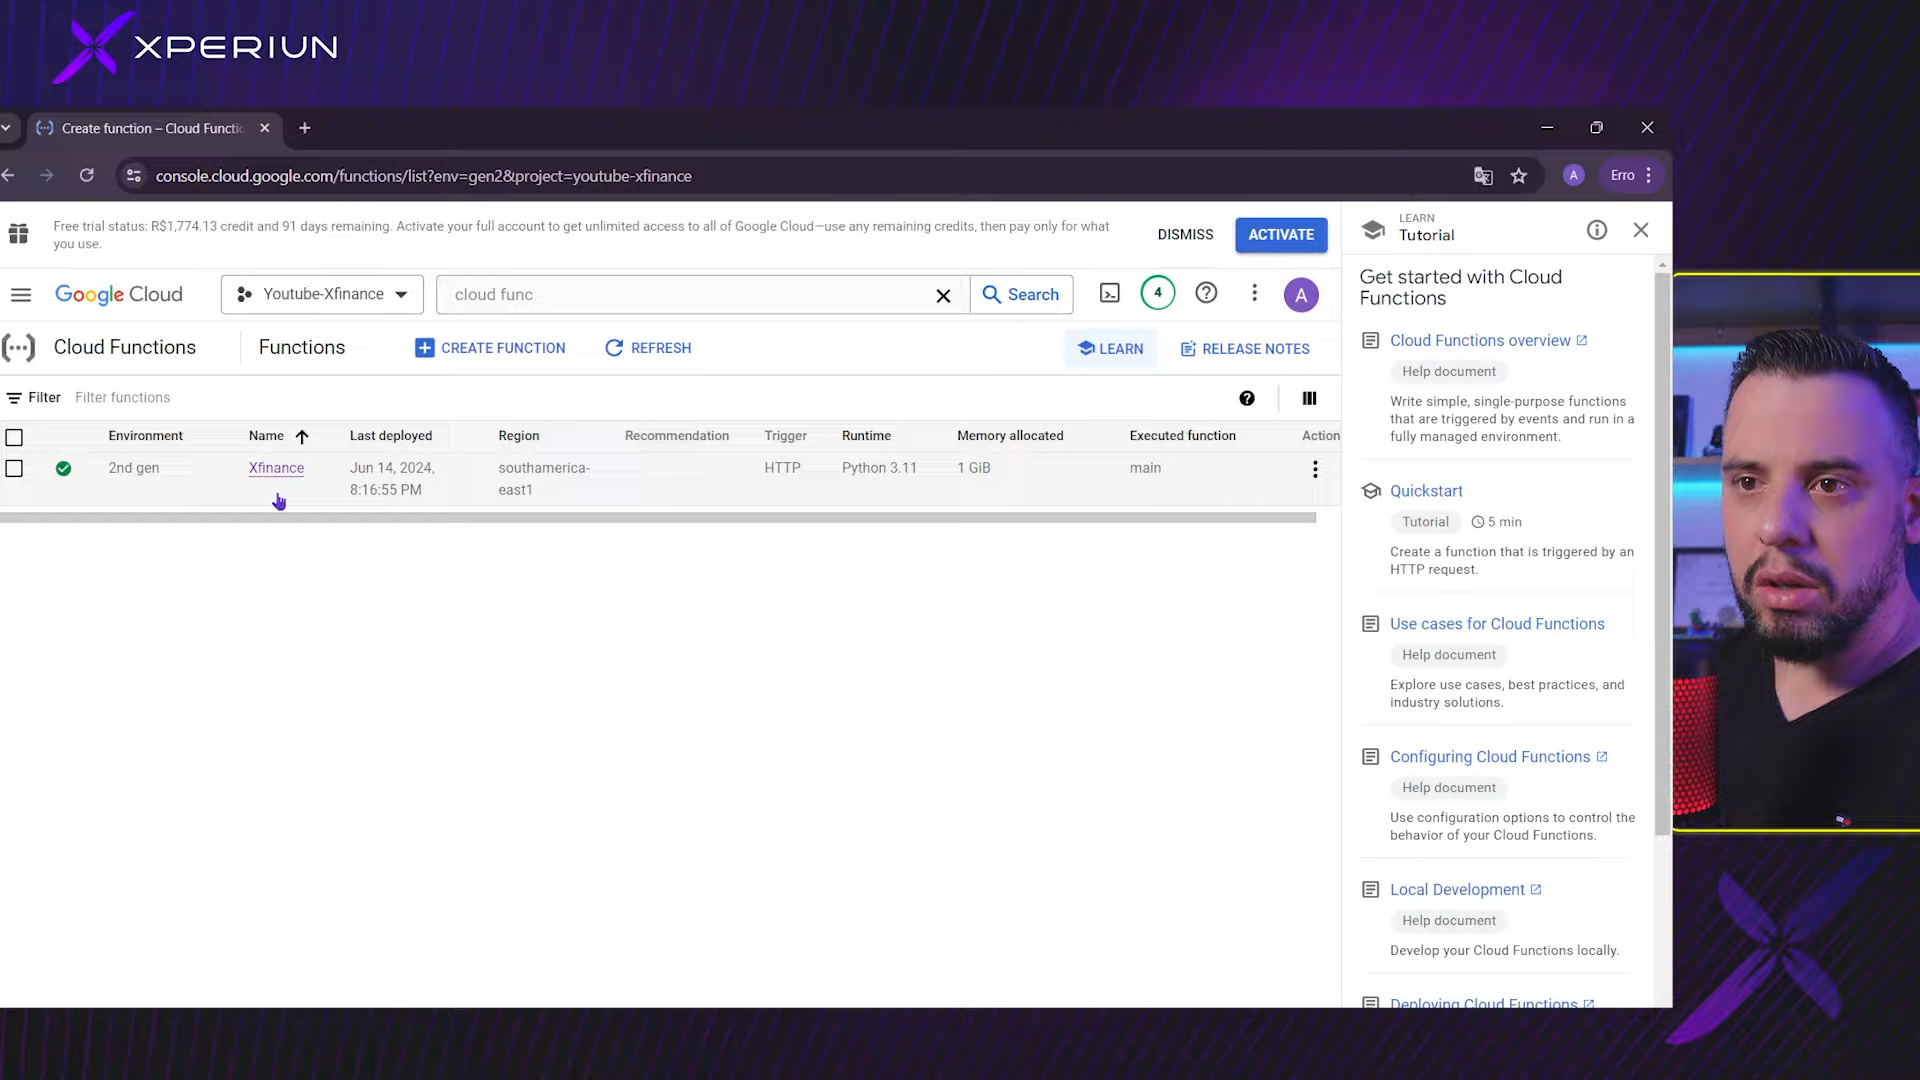 XPERIUN
Create function – Cloud Functic
console.cloud.google.com/functions/list?env=gen2&project=youtube-xfinance
A
Erro
Free trial status: R$1,774.13 credit and 91 days remaining. Activate your full account to get unlimited access to all of Google Cloud—use any remaining credits, then pay only for what
you use.
DISMISS
ACTIVATE
Google Cloud
Youtube-Xfinance
cloud func
Search
4
A
Cloud Functions
Functions
CREATE FUNCTION
REFRESH
LEARN
RELEASE NOTES
Filter
Filter functions
Environment
Name
Last deployed
Region
Recommendation
Trigger
Runtime
Memory allocated
Executed function
Action
2nd gen
Xfinance
Jun 14, 2024,
8:16:55 PM
southamerica-
east1
HTTP
Python 3.11
1 GiB
main
LEARN
Tutorial
Get started with Cloud
Functions
Cloud Functions overview
Help document
Write simple, single-purpose functions
that are triggered by events and run in a
fully managed environment.
Quickstart
Tutorial
5 min
Create a function that is triggered by an
HTTP request.
Use cases for Cloud Functions
Help document
Explore use cases, best practices, and
industry solutions.
Configuring Cloud Functions
Help document
Use configuration options to control the
behavior of your Cloud Functions.
Local Development
Help document
Develop your Cloud Functions locally.
Deploying Cloud Functions